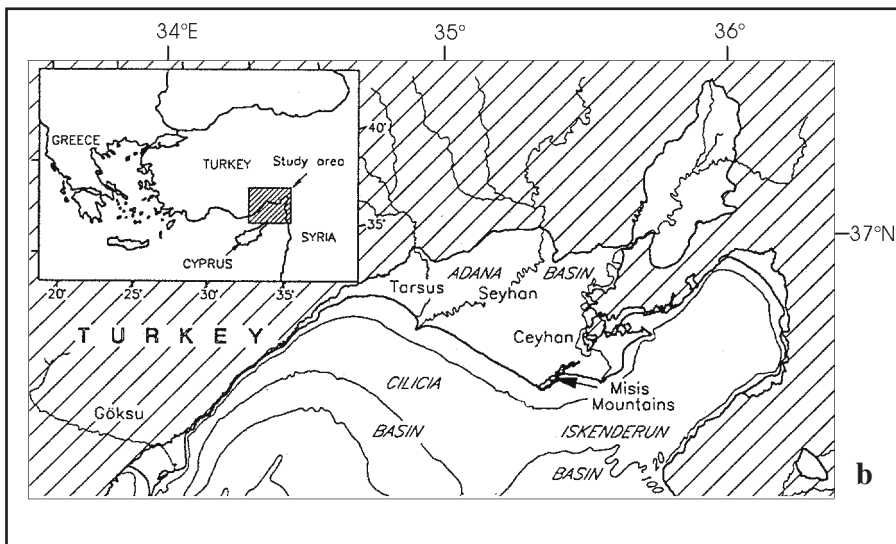 34°E 35° 36°
GREECE
TURKEY
Study area
SYRIA
CYPRUS
40°
35°
20° 25° 30° 35°
37°N
ADANA BASIN
Tarsus
Seyhan
TURKEY
Ceyhan
CILICIA
BASIN
Misis
Mountains
Göksu
ISKENDERUN
BASIN
20
100
b